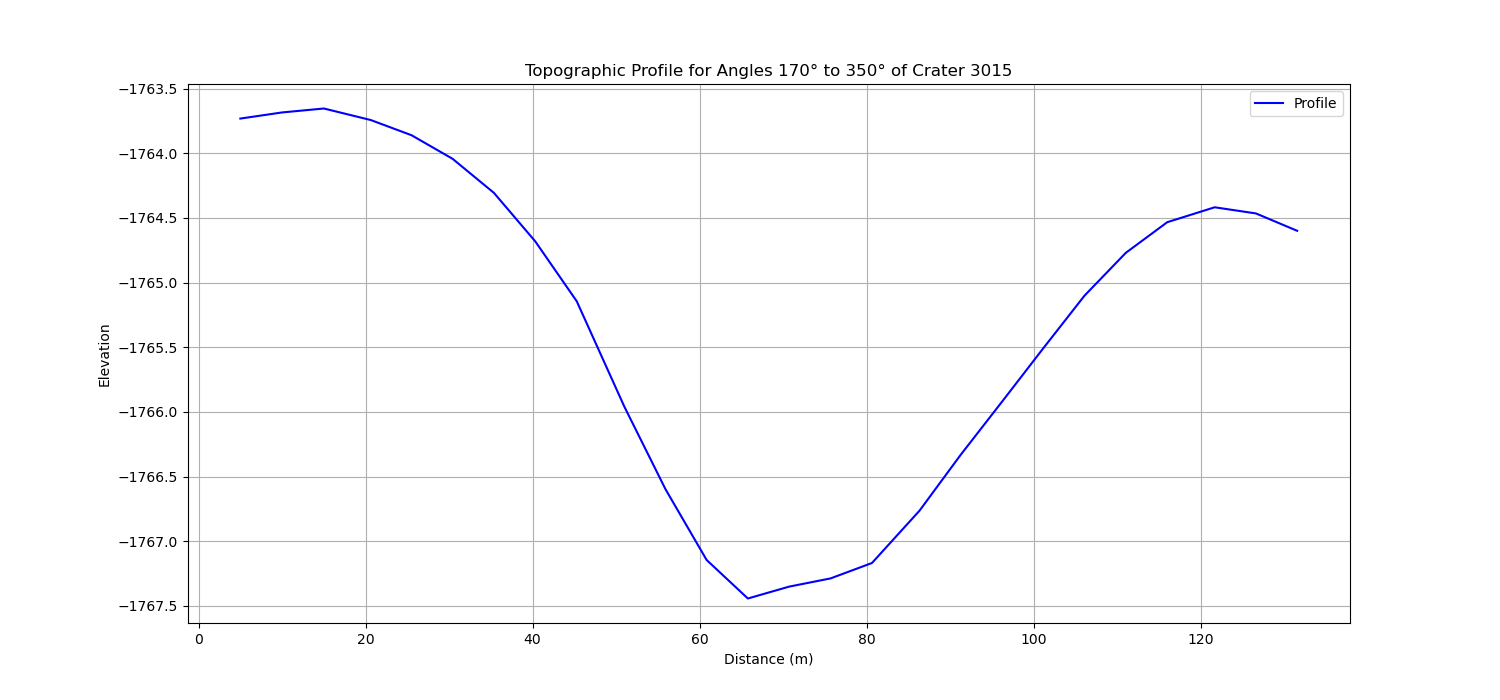 Topographic Profile for Angles 170° to 350° of Crater 3015
Profile
Elevation
−1763.5
−1764.0
−1764.5
−1765.0
−1765.5
−1766.0
−1766.5
−1767.0
−1767.5
0 20 40 60 80 100 120
Distance (m)